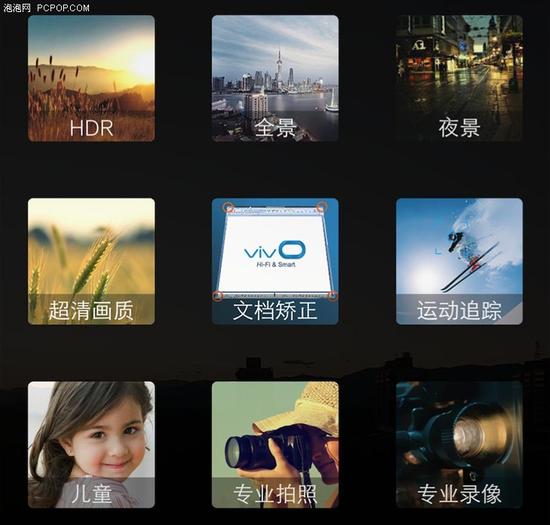 泡泡网 PCPOP.COM
HDR
全景
夜景
超清画质
vivo
Hi-Fi & Smart
文档矫正
运动追踪
儿童
专业拍照
专业录像